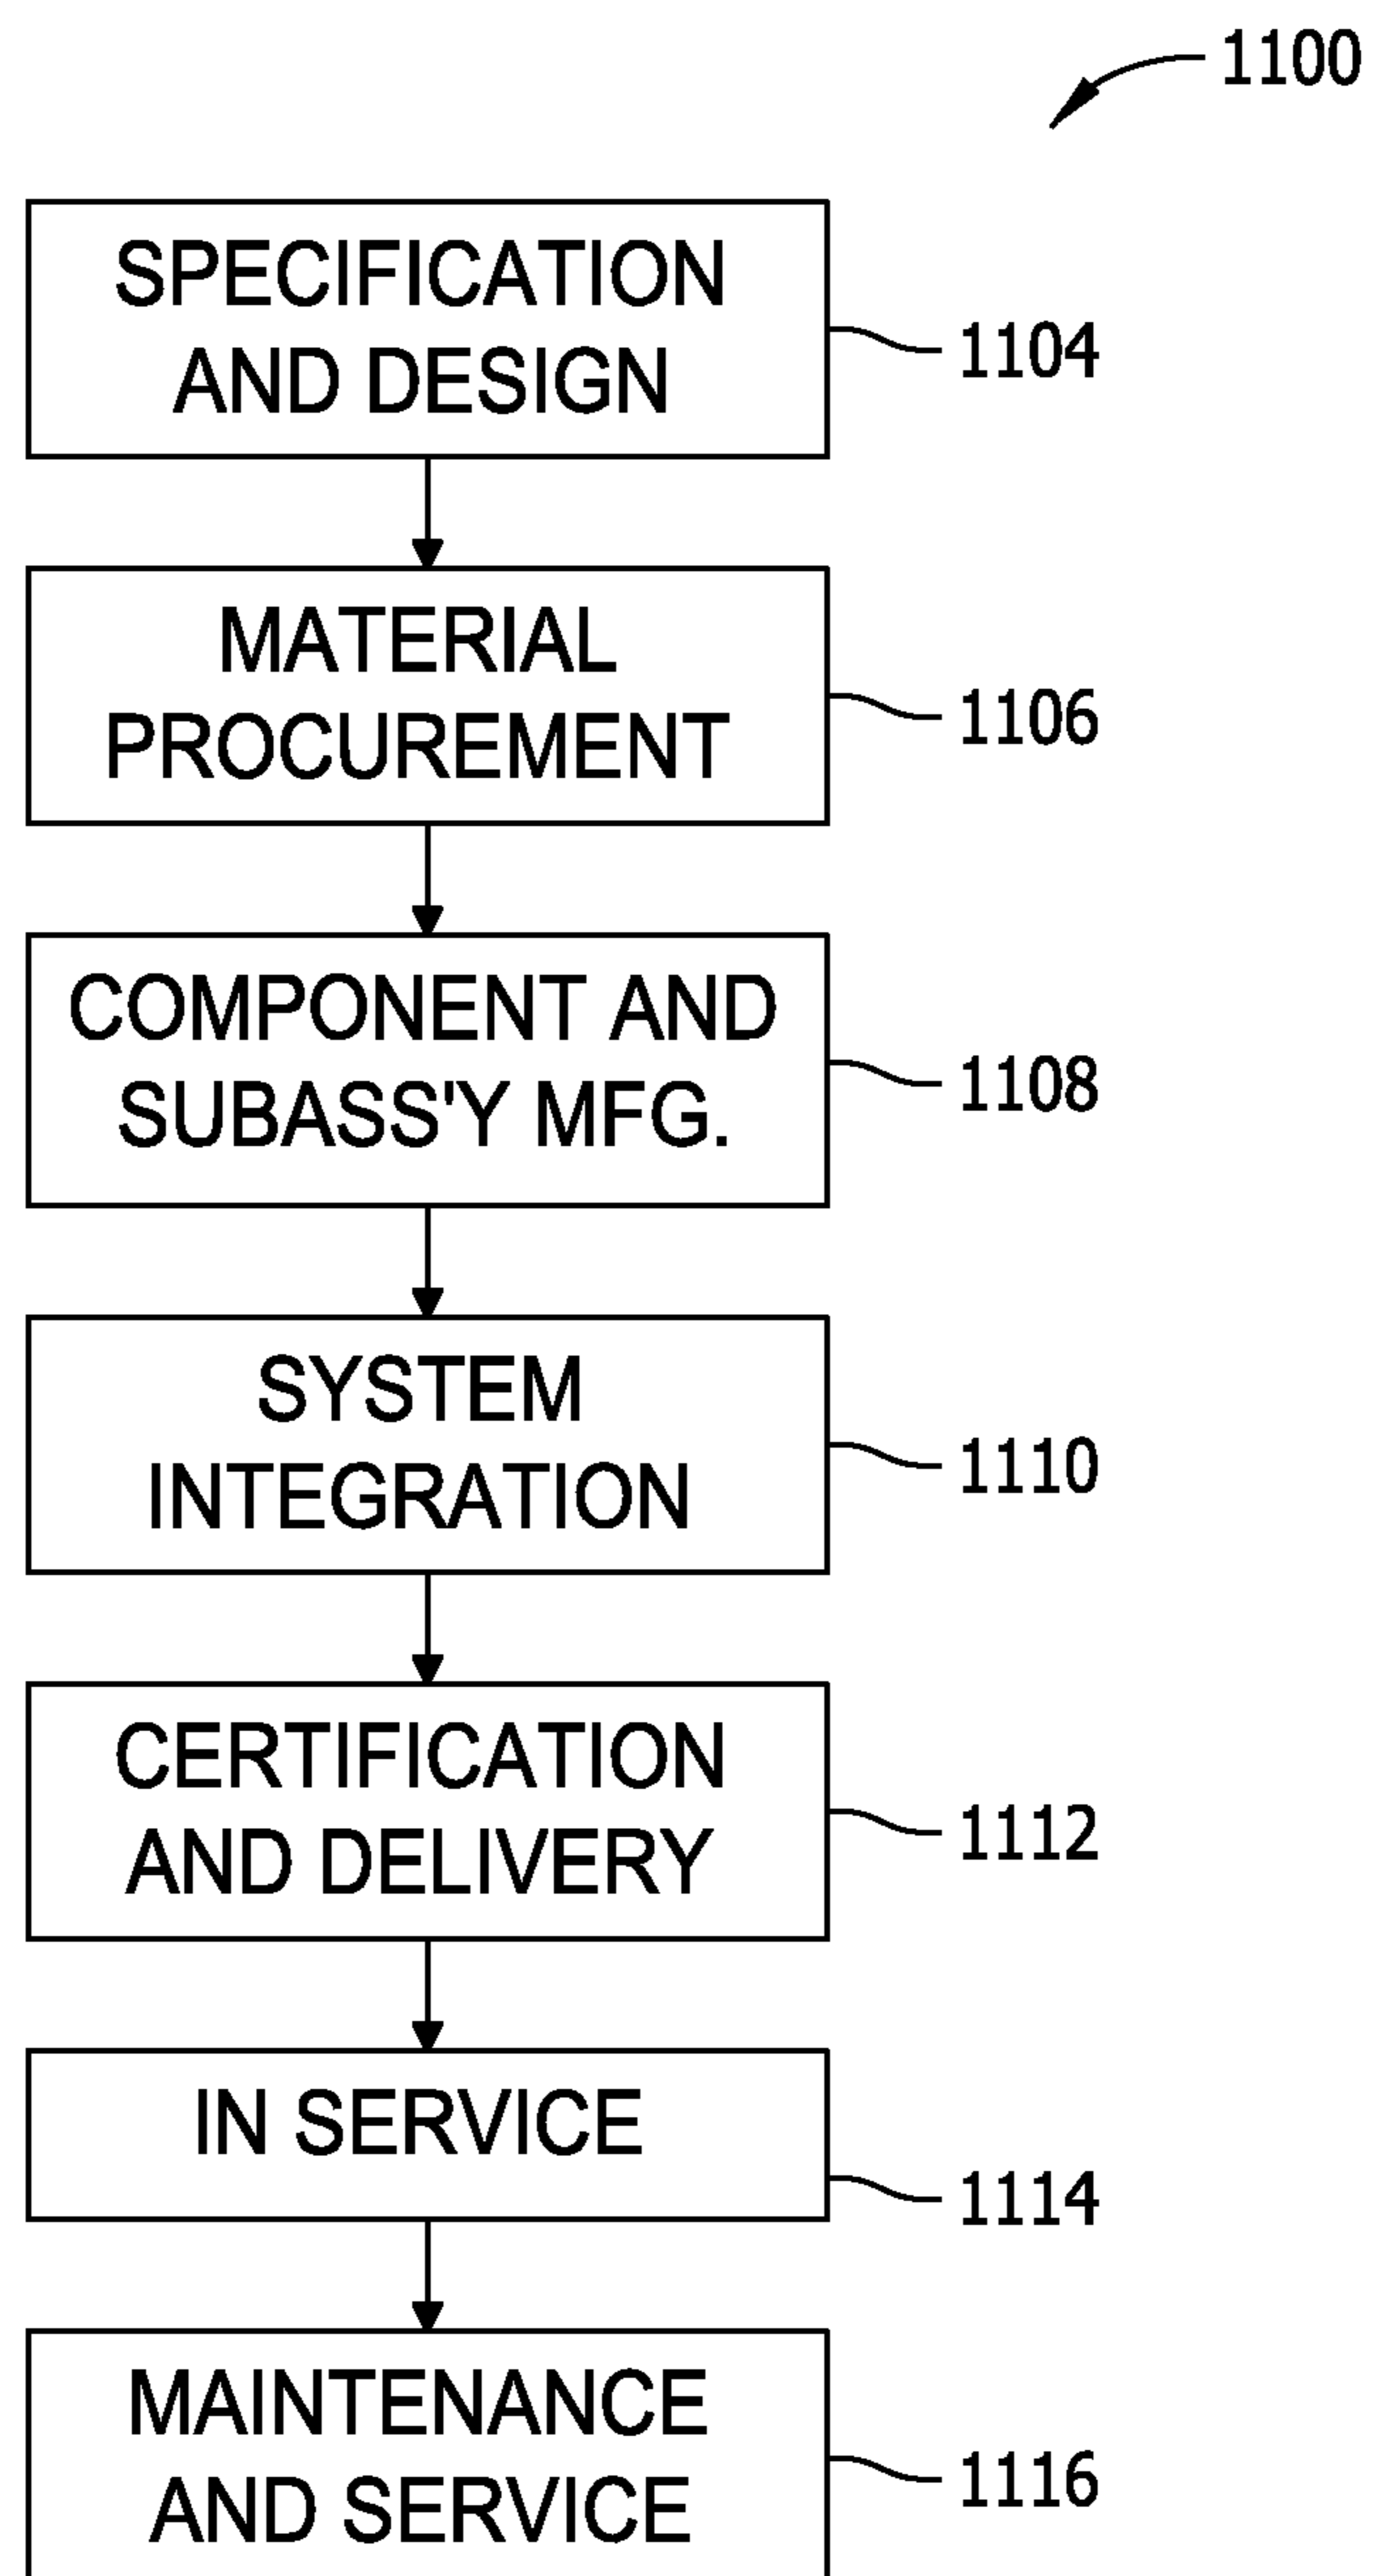 1100
SPECIFICATION
AND DESIGN
1104
MATERIAL
PROCUREMENT
1106
COMPONENT AND
SUBASS'Y MFG.
1108
SYSTEM
INTEGRATION
1110
CERTIFICATION
AND DELIVERY
1112
IN SERVICE
1114
MAINTENANCE
AND SERVICE
1116